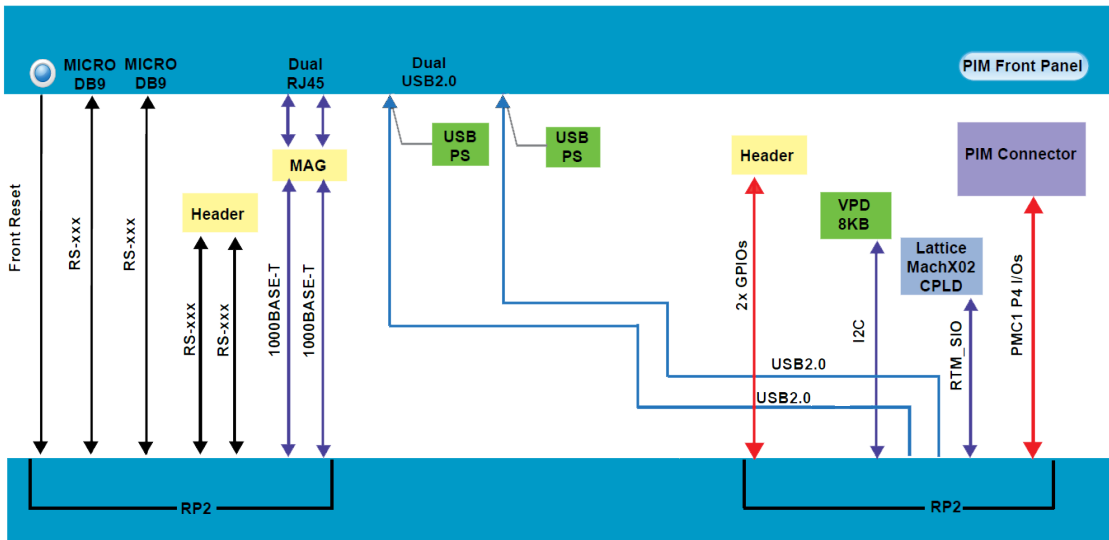 MICRO
DB9
MICRO
DB9
Dual
RJ45
Dual
USB2.0
PIM Front Panel
USB
PS
USB
PS
MAG
Header
Header
PIM Connector
VPD
8KB
Lattice
MachX02
CPLD
Front Reset
RS-xxx
RS-xxx
RS-xxx
RS-xxx
1000BASE-T
1000BASE-T
2x GPIOs
I2C
RTM_SIO
PMC1 P4 I/Os
USB2.0
USB2.0
RP2
RP2